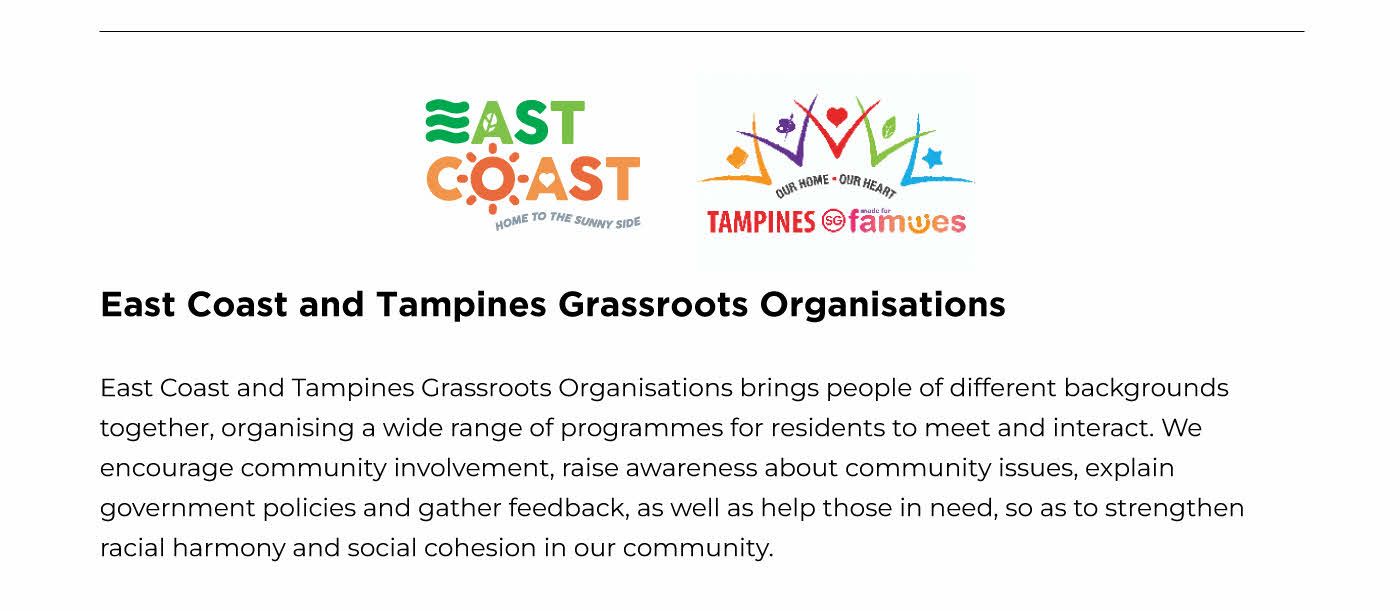 EAST
COAST
HOME TO THE SUNNY SIDE
OUR HOME • OUR HEART
TAMPINES SG made for families
East Coast and Tampines Grassroots Organisations
East Coast and Tampines Grassroots Organisations brings people of different backgrounds
together, organising a wide range of programmes for residents to meet and interact. We
encourage community involvement, raise awareness about community issues, explain
government policies and gather feedback, as well as help those in need, so as to strengthen
racial harmony and social cohesion in our community.